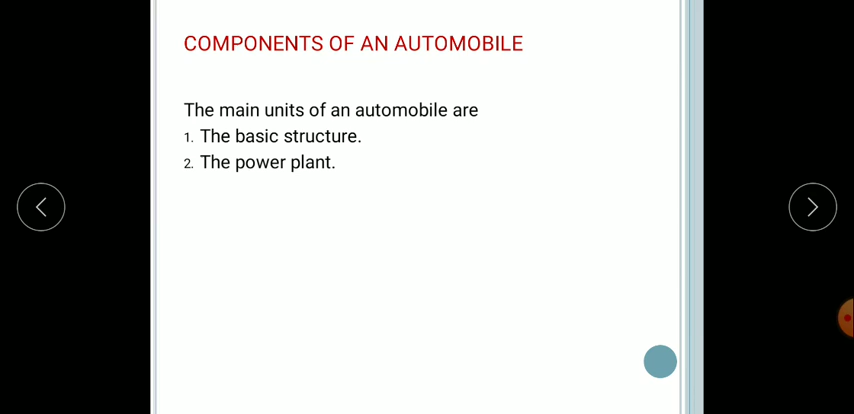 COMPONENTS OF AN AUTOMOBILE
The main units of an automobile are
1. The basic structure.
2. The power plant.